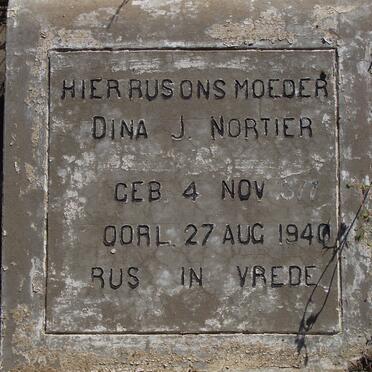 HIER RUS ONS MOEDER
DINA J. NORTIER
GEB 4 NOV
OORL. 27 AUG 1940
RUS IN VREDE